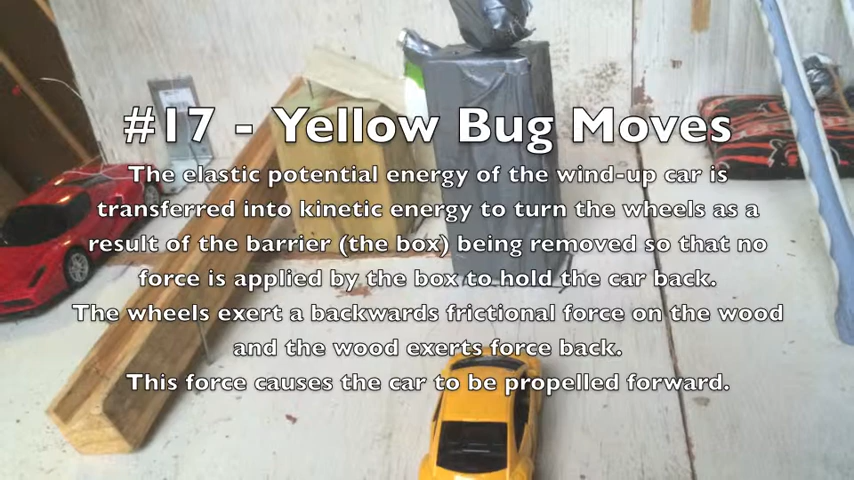 #17 - Yellow Bug Moves
The elastic potential energy of the wind-up car is
transferred into kinetic energy to turn the wheels as a
result of the barrier (the box) being removed so that no
force is applied by the box to hold the car back.
The wheels exert a backwards frictional force on the wood
and the wood exerts force back.
This force causes the car to be propelled forward.